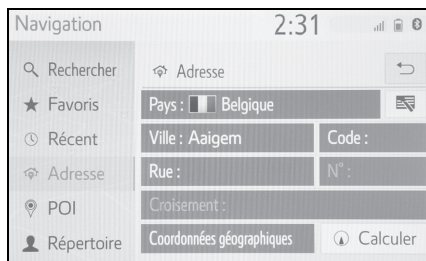 Navigation 2:31
Rechercher
Adresse
Favoris
Pays : Belgique
Récent
Ville : Aaigem Code :
Adresse
Rue : N° :
POI
Croisement :
Répertoire
Coordonnées géographiques Calculer